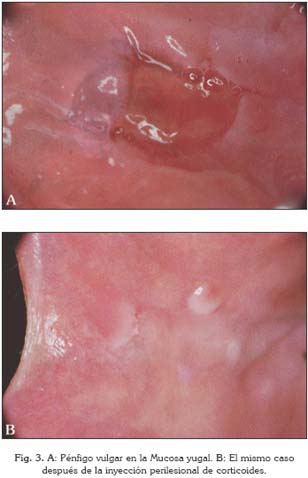 A
B
Fig. 3. A: Pénfigo vulgar en la Mucosa yugal. B: El mismo caso
después de la inyección perilesional de corticoides.